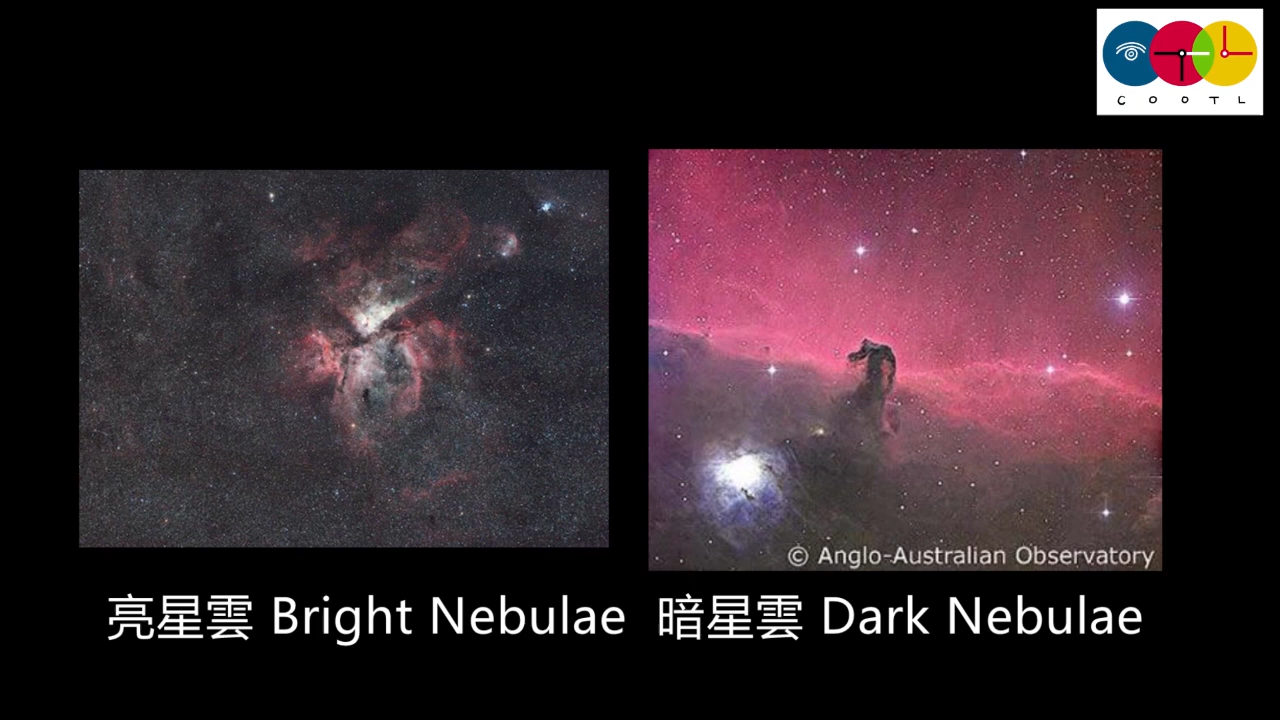 C O O T L
© Anglo-Australian Observatory
亮星雲 Bright Nebulae
暗星雲 Dark Nebulae